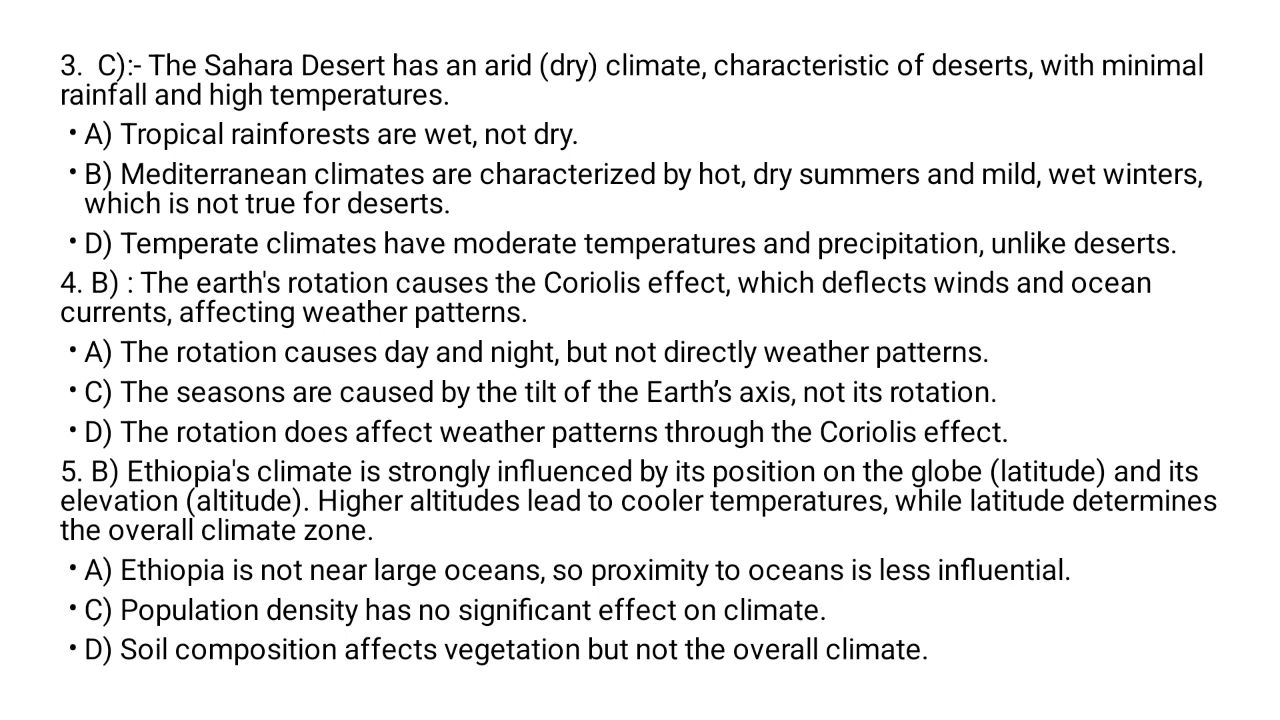 3.  C):- The Sahara Desert has an arid (dry) climate, characteristic of deserts, with minimal
rainfall and high temperatures.
• A) Tropical rainforests are wet, not dry.
• B) Mediterranean climates are characterized by hot, dry summers and mild, wet winters,
which is not true for deserts.
• D) Temperate climates have moderate temperatures and precipitation, unlike deserts.
4. B) : The earth's rotation causes the Coriolis effect, which deflects winds and ocean
currents, affecting weather patterns.
• A) The rotation causes day and night, but not directly weather patterns.
• C) The seasons are caused by the tilt of the Earth’s axis, not its rotation.
• D) The rotation does affect weather patterns through the Coriolis effect.
5. B) Ethiopia's climate is strongly influenced by its position on the globe (latitude) and its
elevation (altitude). Higher altitudes lead to cooler temperatures, while latitude determines
the overall climate zone.
• A) Ethiopia is not near large oceans, so proximity to oceans is less influential.
• C) Population density has no significant effect on climate.
• D) Soil composition affects vegetation but not the overall climate.